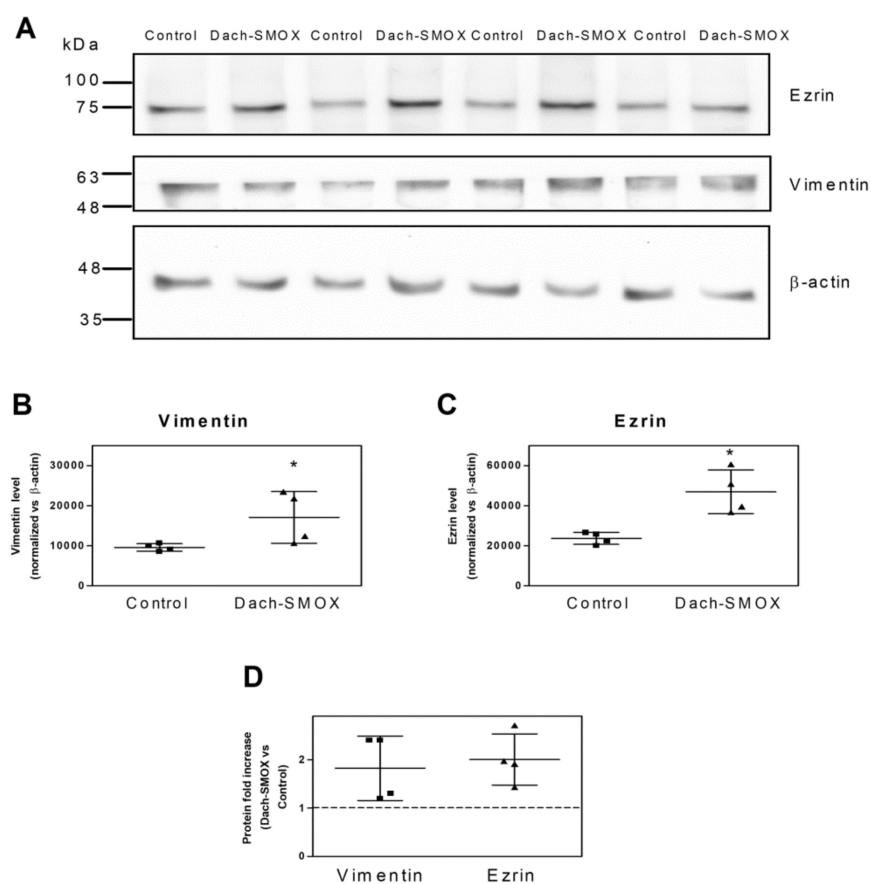 A
kDa
Control Dach-SMOX Control Dach-SMOX Control Dach-SMOX Control Dach-SMOX
100
75
Ezrin
63
48
Vimentin
48
35
β-actin
B
Vimentin
Vimentin level
(normalized vs β-actin)
30000
20000
10000
0
Control Dach-SMOX
*
C
Ezrin
Ezrin level
(normalized vs β-actin)
60000
40000
20000
0
Control Dach-SMOX
*
D
Protein fold increase
(Dach-SMOX vs
Control)
2
1
0
Vimentin Ezrin